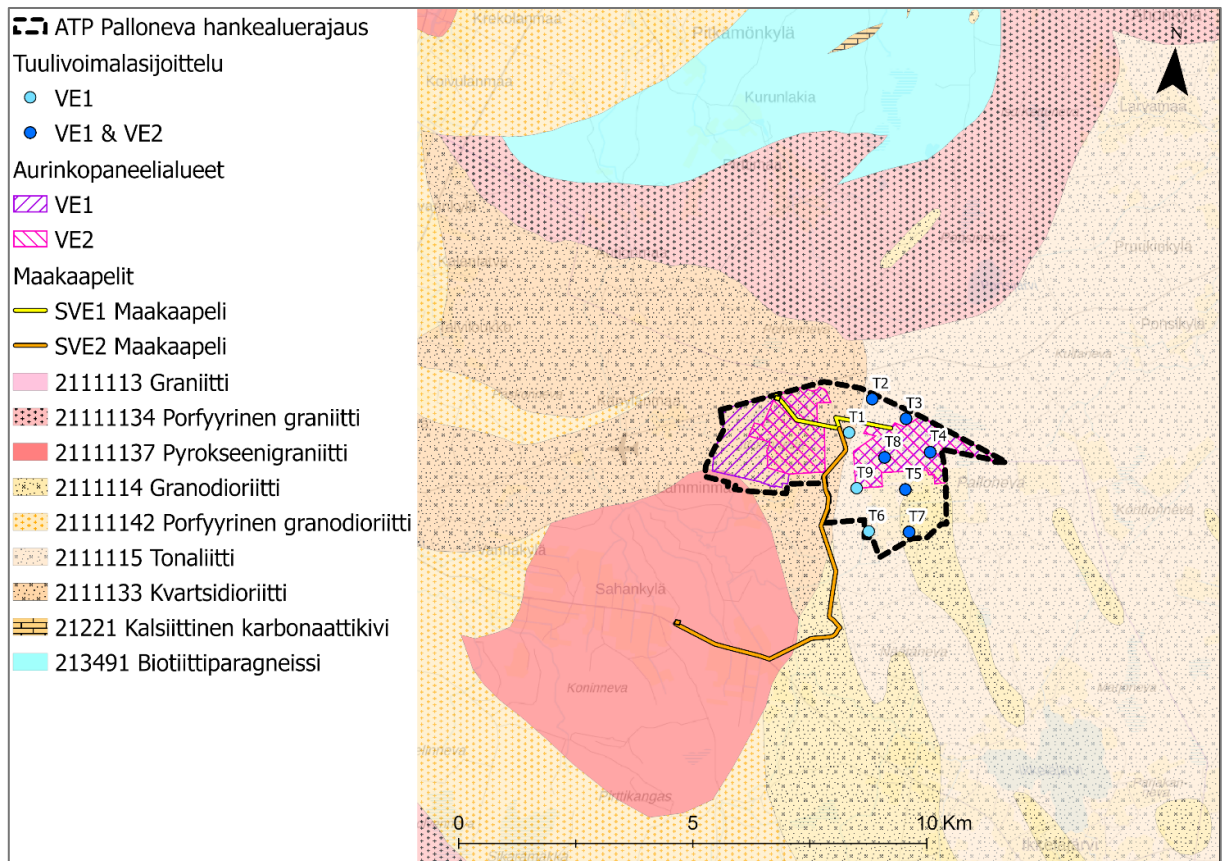 ATP Palloneva hankealuerajaus
Tuulivoimalasijoittelu
VE1
VE1 & VE2
Aurinkopaneelialueet
VE1
VE2
Maakaapelit
SVE1 Maakaapeli
SVE2 Maakaapeli
2111113 Graniitti
21111134 Porfyyrinen graniitti
21111137 Pyrokseenigraniitti
2111114 Granodioriitti
21111142 Porfyyrinen granodioriitti
2111115 Tonaliitti
2111133 Kvartsidioriitti
21221 Kalsiittinen karbonaattikivi
213491 Biotiittiparagneissi
Pitkämönkylä
N
Koivulanmaa
Kurunlakia
T2
T3
T1
T8
T4
T9
T5
Palloneva
T6
T7
Sahankylä
Koninneva
Pirttikangas
0
5
10 Km